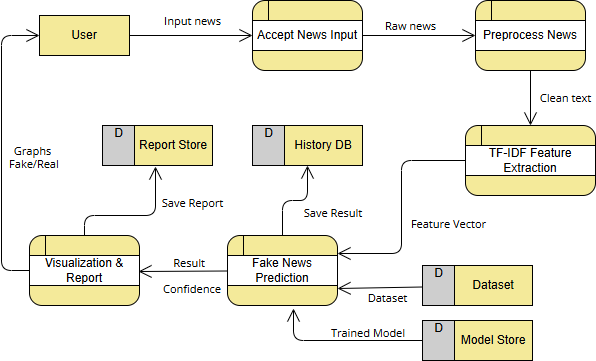 Input news
Raw news
User
Accept News Input
Preprocess News
Clean text
D
Report Store
D
History DB
Graphs
Fake/Real
TF-IDF Feature
Extraction
Save Report
Save Result
Feature Vector
Visualization &
Report
Result
Confidence
Fake News
Prediction
D
Dataset
Dataset
Trained Model
D
Model Store